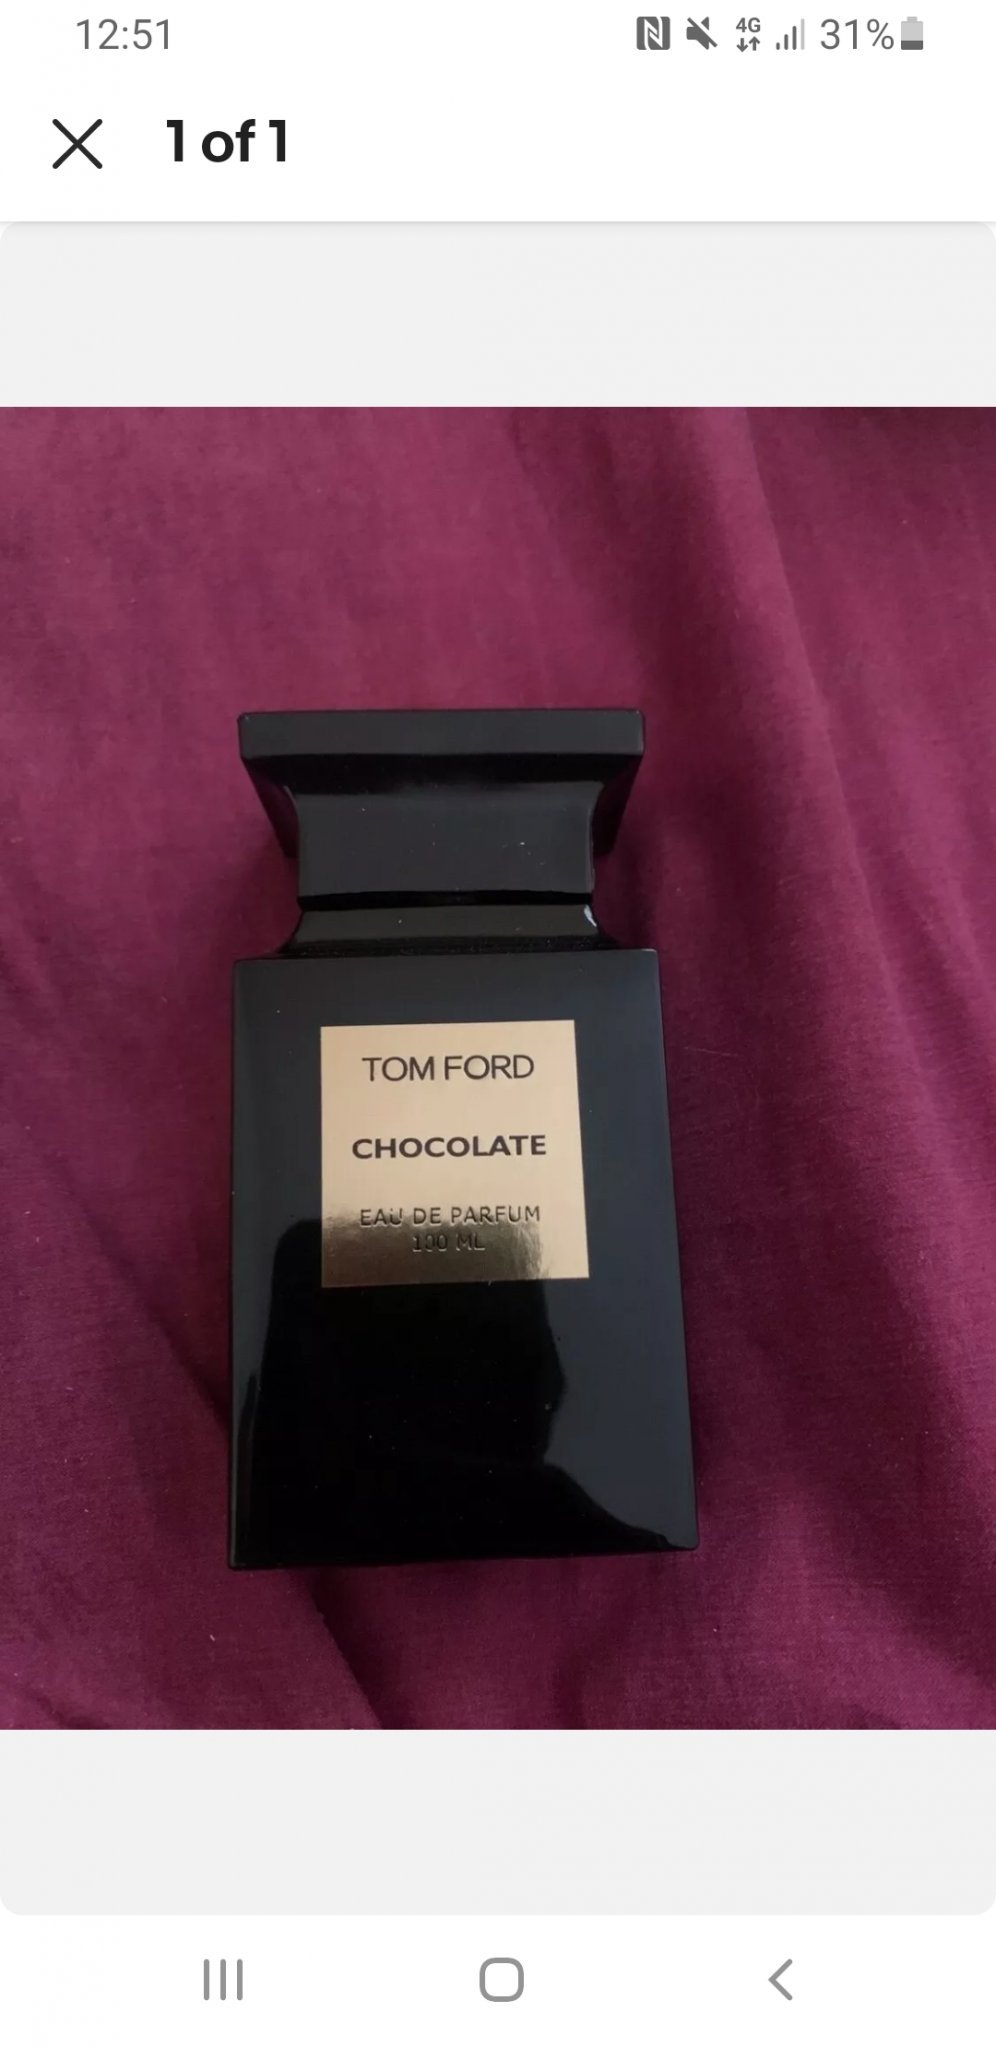 12:51
4G
31%
1 of 1
TOM FORD
CHOCOLATE
EAU DE PARFUM
100 ML